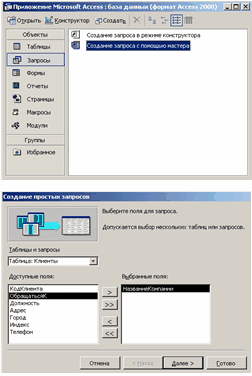 Приложение Microsoft Access : база данных (формат Access 2000)
Открыть Конструктор Создать
Объекты
Таблицы
Запросы
Формы
Отчеты
Страницы
Макросы
Модули
Группы
Избранное
Создание запроса в режиме конструктора
Создание запроса с помощью мастера
Создание простых запросов
Выберите поля для запроса.
Допускается выбор нескольких таблиц или запросов.
Таблицы и запросы
Таблица: Клиенты
Доступные поля:
Выбранные поля:
КодКлиента
ОбращатьсяК
Должность
Адрес
Город
Индекс
Телефон
>
>>
<
<<
НазваниеКомпании
Отмена
< Назад
Далее >
Готово